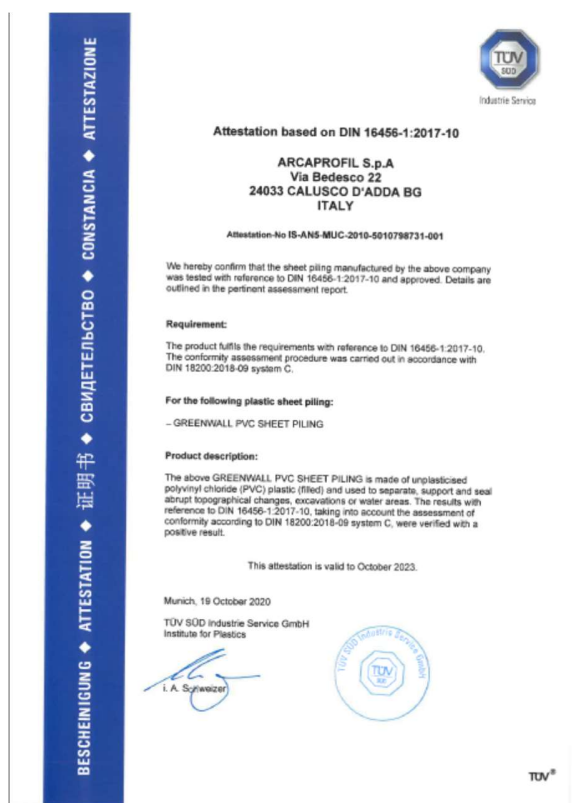 BESCHEINIGUNG ◆ ATTESTATION ◆ 证明书 ◆ СВИДЕТЕЛЬСТВО ◆ CONSTANCIA ◆ ATTESTAZIONE
TÜV
SÜD
Industrie Service
Attestation based on DIN 16456-1:2017-10
ARCAPROFIL S.p.A
Via Bedesco 22
24033 CALUSCO D'ADDA BG
ITALY
Attestation-No IS-ANS-MUC-2010-5010798731-001
We hereby confirm that the sheet piling manufactured by the above company
was tested with reference to DIN 16456-1:2017-10 and approved. Details are
outlined in the pertinent assessment report.
Requirement:
The product fulfils the requirements with reference to DIN 16456-1:2017-10.
The conformity assessment procedure was carried out in accordance with
DIN 18200:2018-09 system C.
For the following plastic sheet piling:
– GREENWALL PVC SHEET PILING
Product description:
The above GREENWALL PVC SHEET PILING is made of unplasticised
polyvinyl chloride (PVC) plastic (filled) and used to separate, support and seal
abrupt topographical changes, excavations or water areas. The results with
reference to DIN 16456-1:2017-10, taking into account the assessment of
conformity according to DIN 18200:2018-09 system C, were verified with a
positive result.
This attestation is valid to October 2023.
Munich, 19 October 2020
TÜV SÜD Industrie Service GmbH
Institute for Plastics
i. A. Schweizer
TÜV SÜD Industrie Service GmbH
TÜV
SÜD
TÜV®